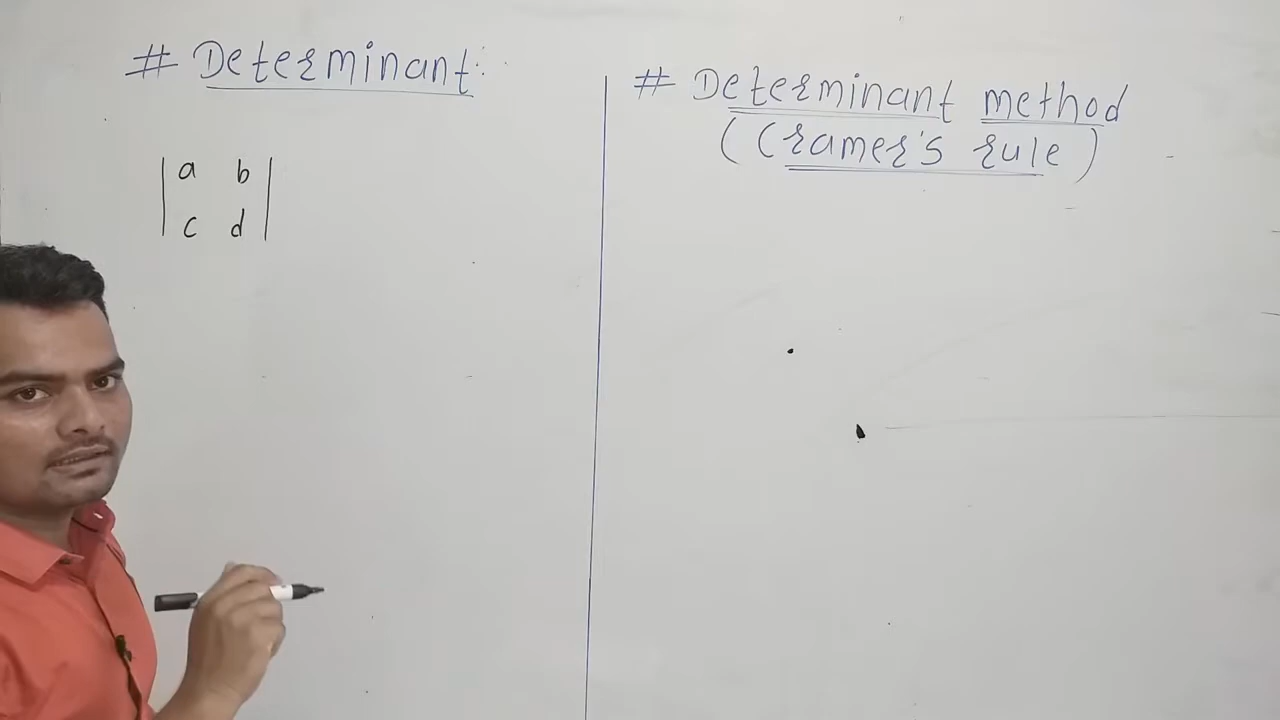 # Determinant:
| a b |
| c d |
# Determinant method
(Cramer's rule)